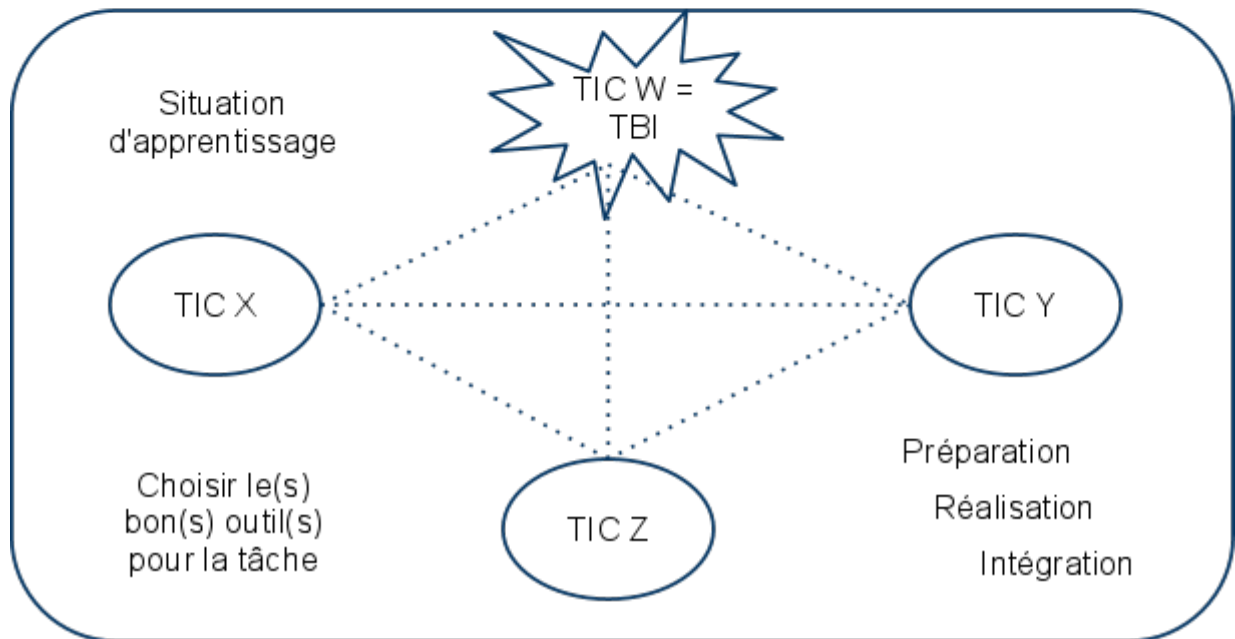 Situation
d'apprentissage
TIC W =
TBI
TIC X
TIC Y
Choisir le(s)
bon(s) outil(s)
pour la tâche
TIC Z
Préparation
Réalisation
Intégration